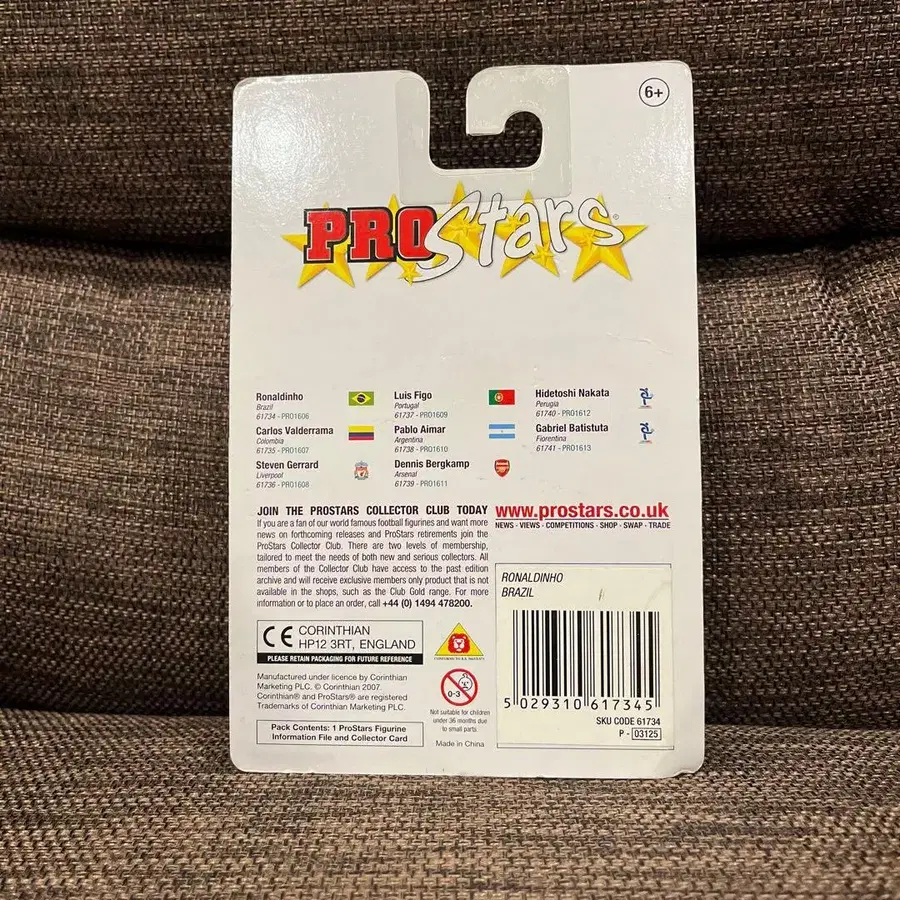 6+
PROStars®
Ronaldinho
Brazil
61734 - PRO1606
Carlos Valderrama
Colombia
61735 - PRO1607
Steven Gerrard
Liverpool
61736 - PRO1608
Luis Figo
Portugal
61737 - PRO1609
Pablo Aimar
Argentina
61738 - PRO1610
Dennis Bergkamp
Arsenal
61739 - PRO1611
Hidetoshi Nakata
Perugia
61740 - PRO1612
Gabriel Batistuta
Fiorentina
61741 - PRO1613
JOIN THE PROSTARS COLLECTOR CLUB TODAY
If you are a fan of our world famous football figurines and want more
news on forthcoming releases and ProStars retirements join the
ProStars Collector Club. There are two levels of membership,
tailored to meet the needs of both new and serious collectors. All
members of the Collector Club have access to the past edition
archive and will receive exclusive members only product that is not
available in the shops, such as the Club Gold range. For more
information or to place an order, call +44 (0) 1494 478200.
www.prostars.co.uk
NEWS - VIEWS - COMPETITIONS - SHOP - SWAP - TRADE
CE CORINTHIAN
HP12 3RT, ENGLAND
PLEASE RETAIN PACKAGING FOR FUTURE REFERENCE
Manufactured under licence by Corinthian
Marketing PLC. © Corinthian 2007.
Corinthian® and ProStars® are registered
Trademarks of Corinthian Marketing PLC.
Pack Contents: 1 ProStars Figurine
Information File and Collector Card
0-3
Not suitable for children
under 36 months due
to small parts.
Made in China
RONALDINHO
BRAZIL
5 029310 617345
SKU CODE 61734
P - 03125